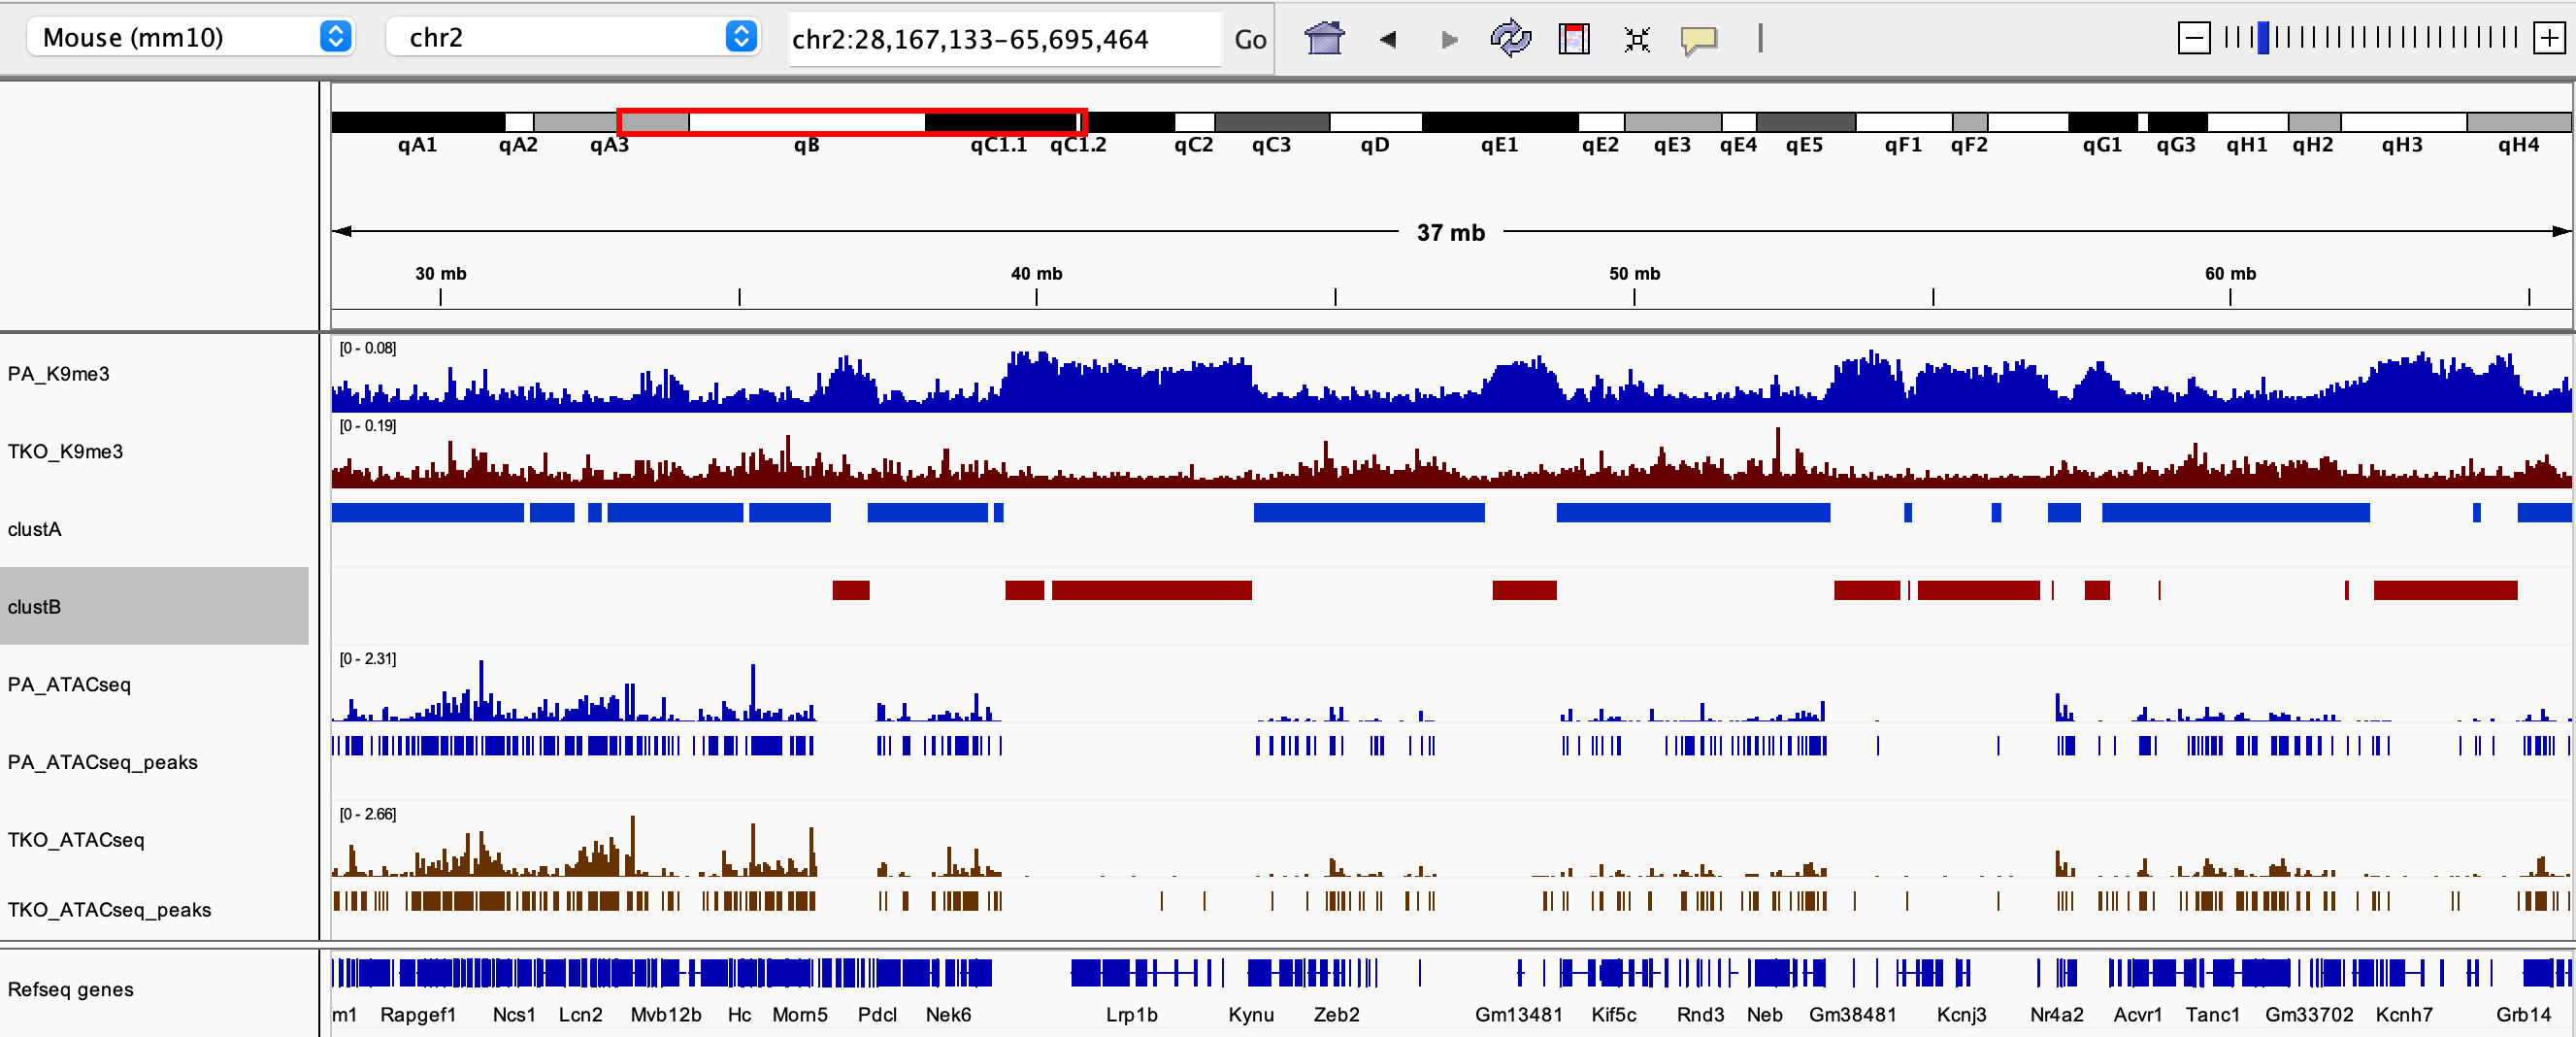 Mouse (mm10) chr2 chr2:28,167,133-65,695,464 Go
qA1 qA2 qA3 qB qC1.1 qC1.2 qC2 qC3 qD qE1 qE2 qE3 qE4 qE5 qF1 qF2 qG1 qG3 qH1 qH2 qH3 qH4
37 mb
30 mb 40 mb 50 mb 60 mb
[0 - 0.08]
PA_K9me3
[0 - 0.19]
TKO_K9me3
clustA
clustB
[0 - 2.31]
PA_ATACseq
PA_ATACseq_peaks
[0 - 2.66]
TKO_ATACseq
TKO_ATACseq_peaks
Refseq genes
m1 Rapgef1 Ncs1 Lcn2 Mvb12b Hc Morn5 Pdcl Nek6 Lrp1b Kynu Zeb2 Gm13481 Kif5c Rnd3 Neb Gm38481 Kcnj3 Nr4a2 Acvr1 Tanc1 Gm33702 Kcnh7 Grb14